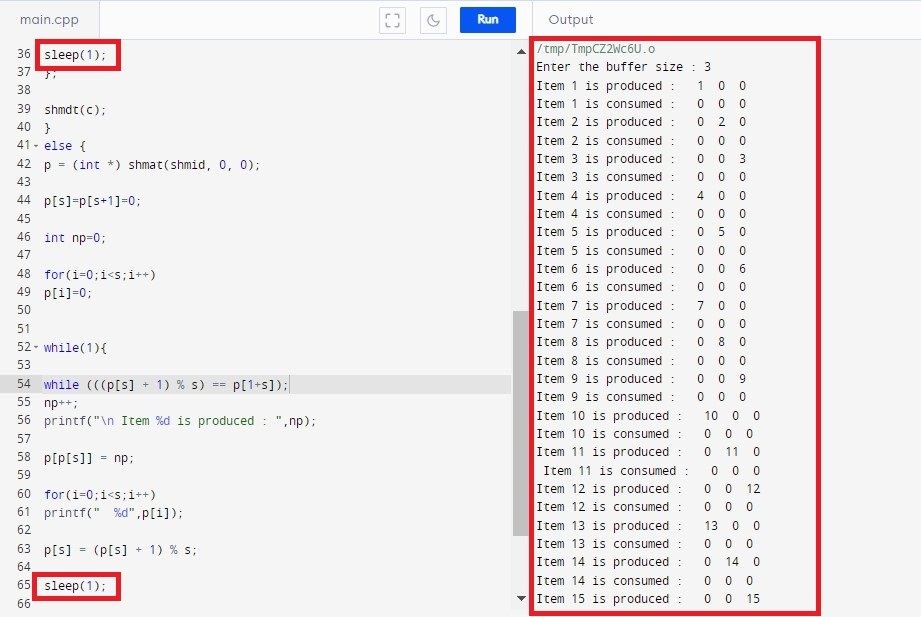 main.cpp
Run
Output
36 sleep(1);
37 };
38
39 shmdt(c);
40 }
41 else {
42 p = (int *) shmat(shmid, 0, 0);
43
44 p[s]=p[s+1]=0;
45
46 int np=0;
47
48 for(i=0;i<s;i++)
49 p[i]=0;
50
51
52 while(1){
53
54 while (((p[s] + 1) % s) == p[1+s]);
55 np++;
56 printf("\n Item %d is produced : ",np);
57
58 p[p[s]] = np;
59
60 for(i=0;i<s;i++)
61 printf("  %d",p[i]);
62
63 p[s] = (p[s] + 1) % s;
64
65 sleep(1);
66
/tmp/TmpCZ2Wc6U.o
Enter the buffer size : 3
Item 1 is produced :   1  0  0
Item 1 is consumed :   0  0  0
Item 2 is produced :   0  2  0
Item 2 is consumed :   0  0  0
Item 3 is produced :   0  0  3
Item 3 is consumed :   0  0  0
Item 4 is produced :   4  0  0
Item 4 is consumed :   0  0  0
Item 5 is produced :   0  5  0
Item 5 is consumed :   0  0  0
Item 6 is produced :   0  0  6
Item 6 is consumed :   0  0  0
Item 7 is produced :   7  0  0
Item 7 is consumed :   0  0  0
Item 8 is produced :   0  8  0
Item 8 is consumed :   0  0  0
Item 9 is produced :   0  0  9
Item 9 is consumed :   0  0  0
Item 10 is produced :   10  0  0
Item 10 is consumed :   0  0  0
Item 11 is produced :   0  11  0
Item 11 is consumed :   0  0  0
Item 12 is produced :   0  0  12
Item 12 is consumed :   0  0  0
Item 13 is produced :   13  0  0
Item 13 is consumed :   0  0  0
Item 14 is produced :   0  14  0
Item 14 is consumed :   0  0  0
Item 15 is produced :   0  0  15